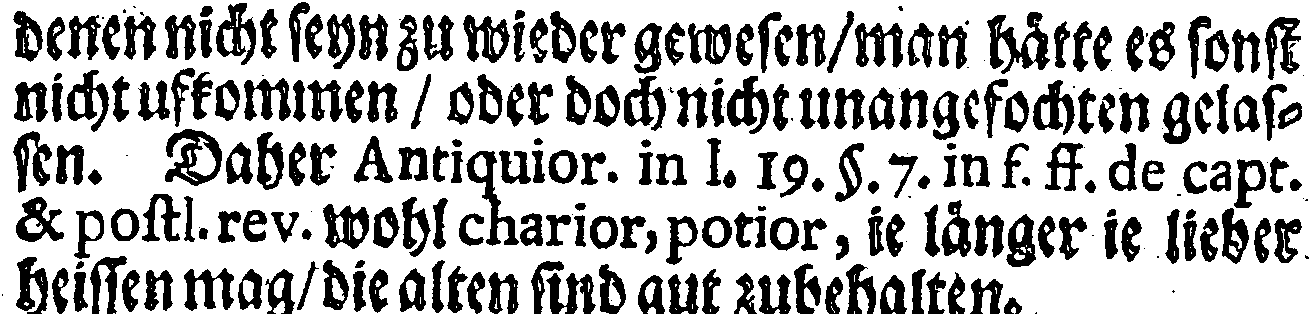 denen nicht seyn zu wieder gewesen/man hätte es sonst
nicht ufkommen / oder doch nicht unangefochten gelas-
sen. Daher Antiquior. in l. 19. §. 7. in f. ff. de capt.
& postl. rev. wohl charior, potior, ie länger ie lieber
heissen mag/die alten sind gut zubehalten.